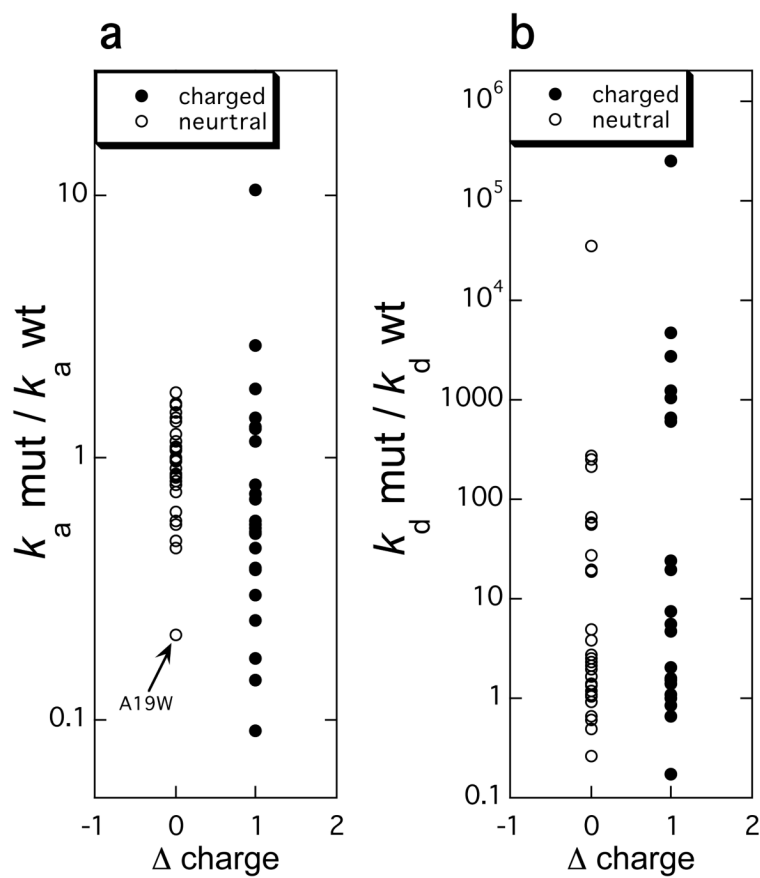 a
charged
neurtral
10
1
0.1
k a mut / k a wt
A19W
-1 0 1 2
Δ charge
b
charged
neutral
10^6
10^5
10^4
1000
100
10
1
0.1
k d mut / k d wt
-1 0 1 2
Δ charge